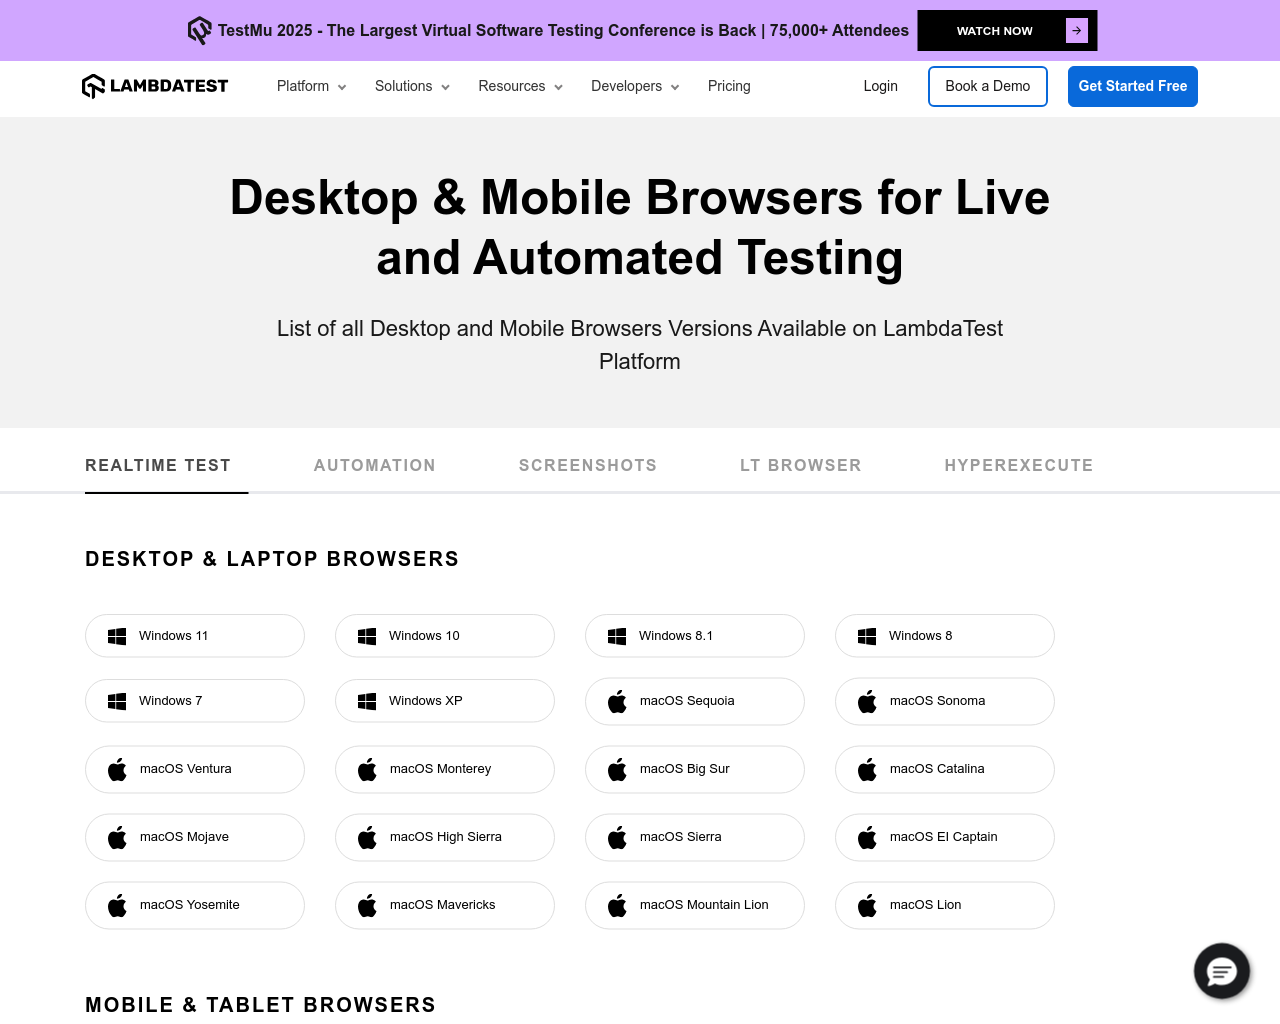 TestMu 2025 - The Largest Virtual Software Testing Conference is Back | 75,000+ Attendees WATCH NOW
LAMBDATEST Platform Solutions Resources Developers Pricing Login Book a Demo Get Started Free
Desktop & Mobile Browsers for Live
and Automated Testing
List of all Desktop and Mobile Browsers Versions Available on LambdaTest
Platform
REALTIME TEST AUTOMATION SCREENSHOTS LT BROWSER HYPEREXECUTE
DESKTOP & LAPTOP BROWSERS
Windows 11 Windows 10 Windows 8.1 Windows 8
Windows 7 Windows XP macOS Sequoia macOS Sonoma
macOS Ventura macOS Monterey macOS Big Sur macOS Catalina
macOS Mojave macOS High Sierra macOS Sierra macOS EI Captain
macOS Yosemite macOS Mavericks macOS Mountain Lion macOS Lion
MOBILE & TABLET BROWSERS